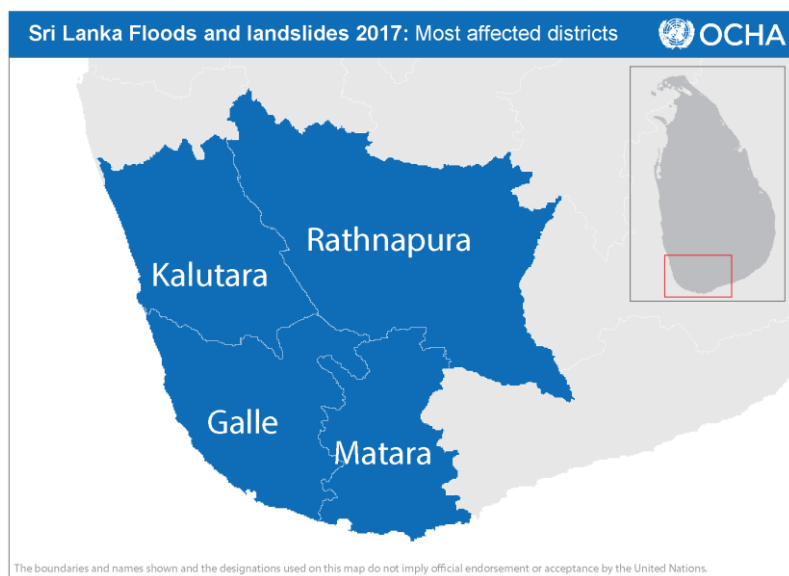 Sri Lanka Floods and landslides 2017: Most affected districts
OCHA
Rathnapura
Kalutara
Galle
Matara
The boundaries and names shown and the designations used on this map do not imply official endorsement or acceptance by the United Nations.